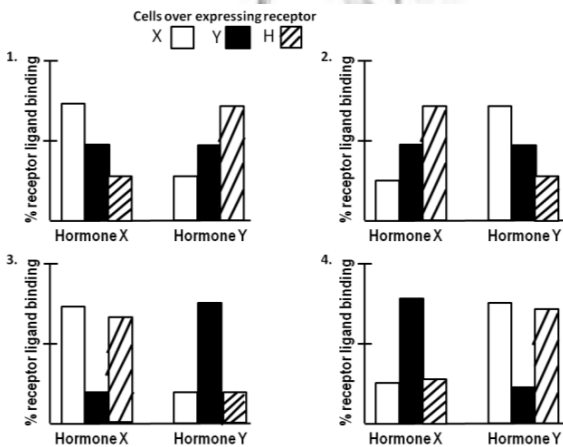 Cells over expressing receptor
X Y H
1.
% receptor ligand binding
Hormone X Hormone Y
2.
% receptor ligand binding
Hormone X Hormone Y
3.
% receptor ligand binding
Hormone X Hormone Y
4.
% receptor ligand binding
Hormone X Hormone Y